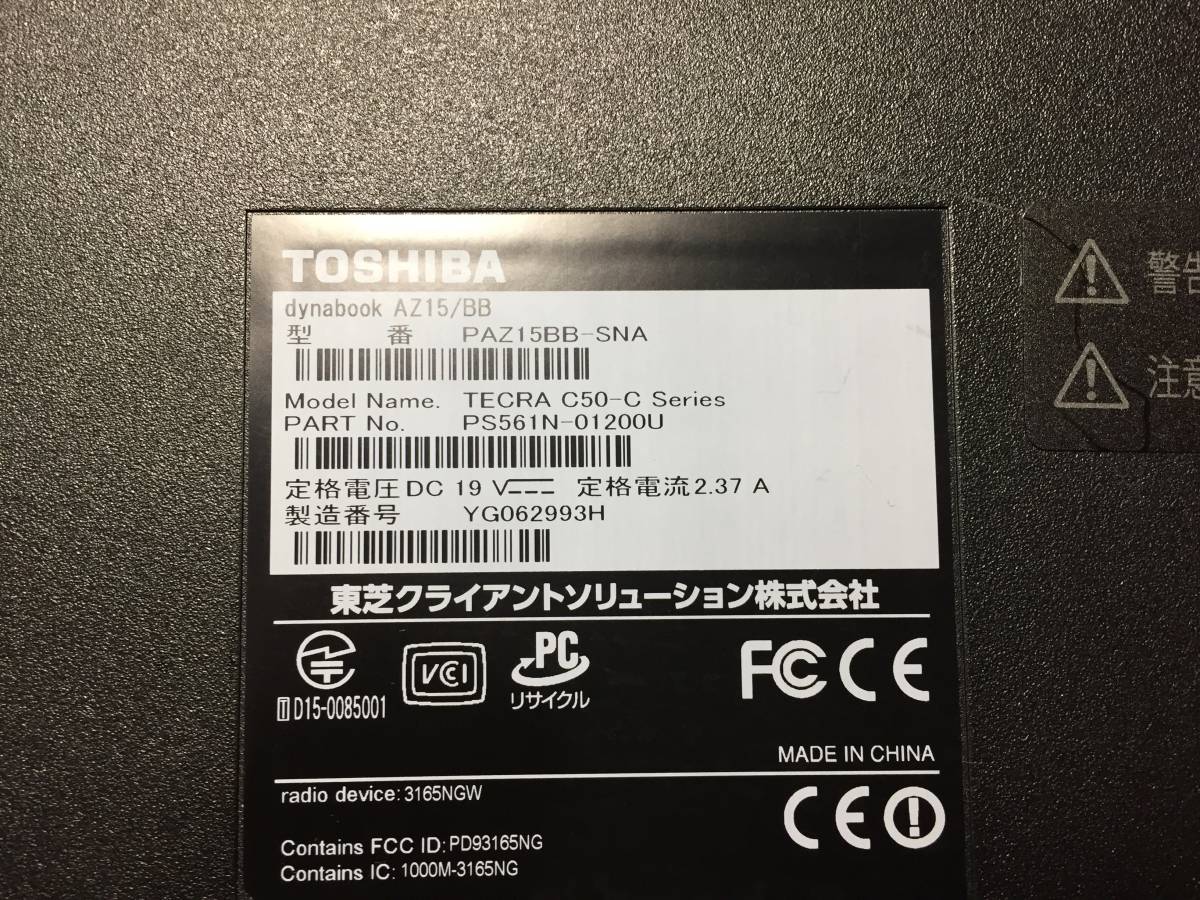 TOSHIBA
dynabook AZ15/BB
型 番 PAZ15BB-SNA
Model Name. TECRA C50-C Series
PART No. PS561N-01200U
定格電圧DC 19 V 定格電流2.37 A
製造番号 YG062993H
東芝クライアントソリューション株式会社
T D15-0085001
VCI
PC
リサイクル
FC CE
MADE IN CHINA
radio device: 3165NGW
CE
Contains FCC ID: PD93165NG
Contains IC: 1000M-3165NG
警告
注意